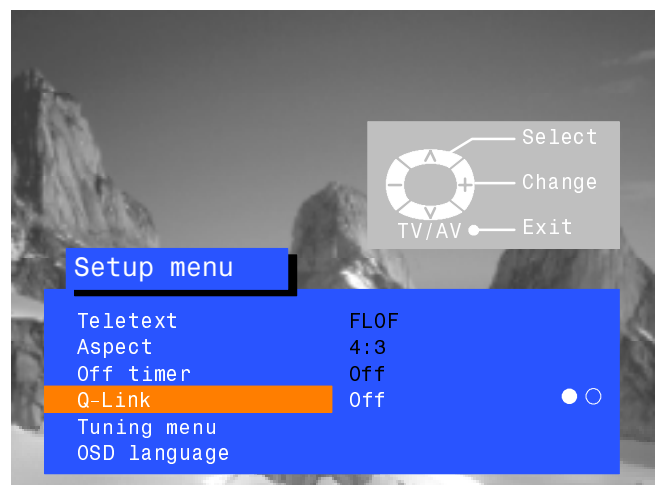 Select
Change
TV/AV Exit
Setup menu
Teletext FLOF
Aspect 4:3
Off timer Off
Q-Link Off
Tuning menu
OSD language